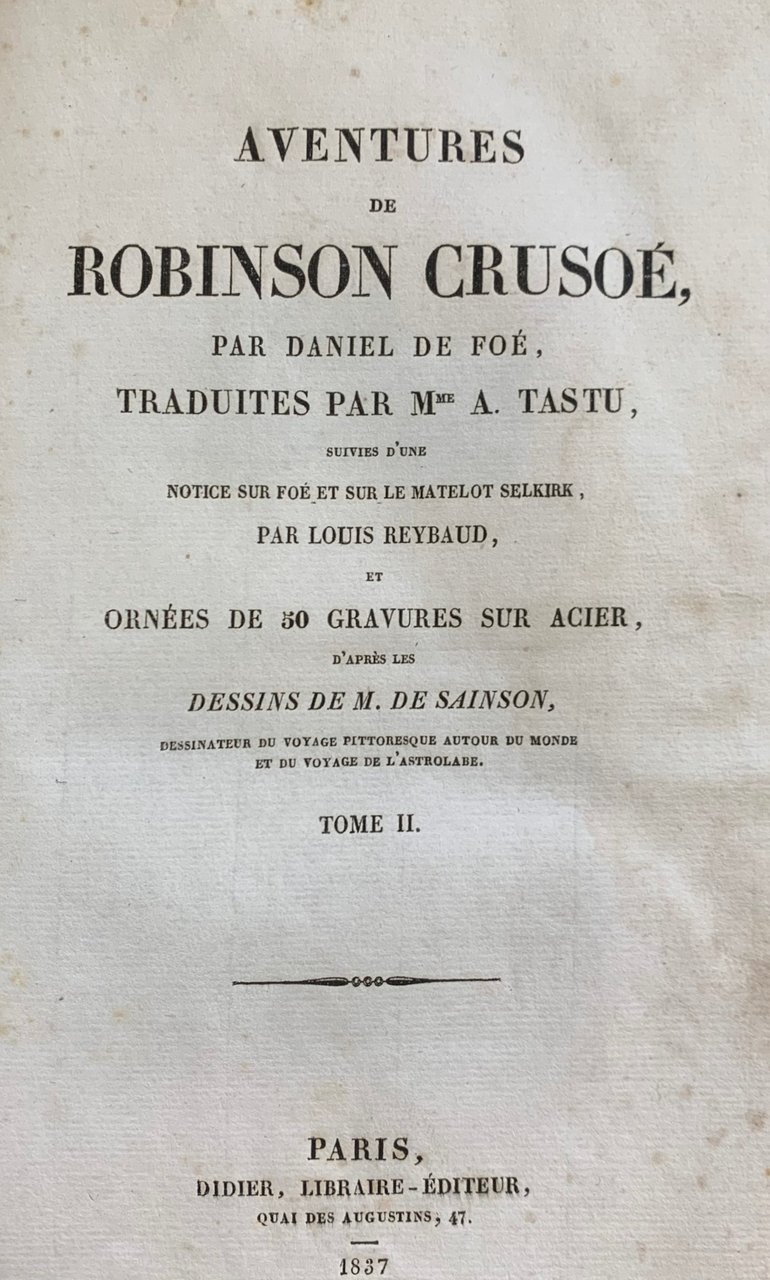 AVENTURES
DE
ROBINSON CRUSOÉ,
PAR DANIEL DE FOÉ,
TRADUITES PAR MME A. TASTU,
SUIVIES D'UNE
NOTICE SUR FOÉ ET SUR LE MATELOT SELKIRK,
PAR LOUIS REYBAUD,
ET
ORNÉES DE 50 GRAVURES SUR ACIER,
D'APRÈS LES
DESSINS DE M. DE SAINSON,
DESSINATEUR DU VOYAGE PITTORESQUE AUTOUR DU MONDE
ET DU VOYAGE DE L'ASTROLABE.
TOME II.
PARIS,
DIDIER, LIBRAIRE-ÉDITEUR,
QUAI DES AUGUSTINS, 47.
1837